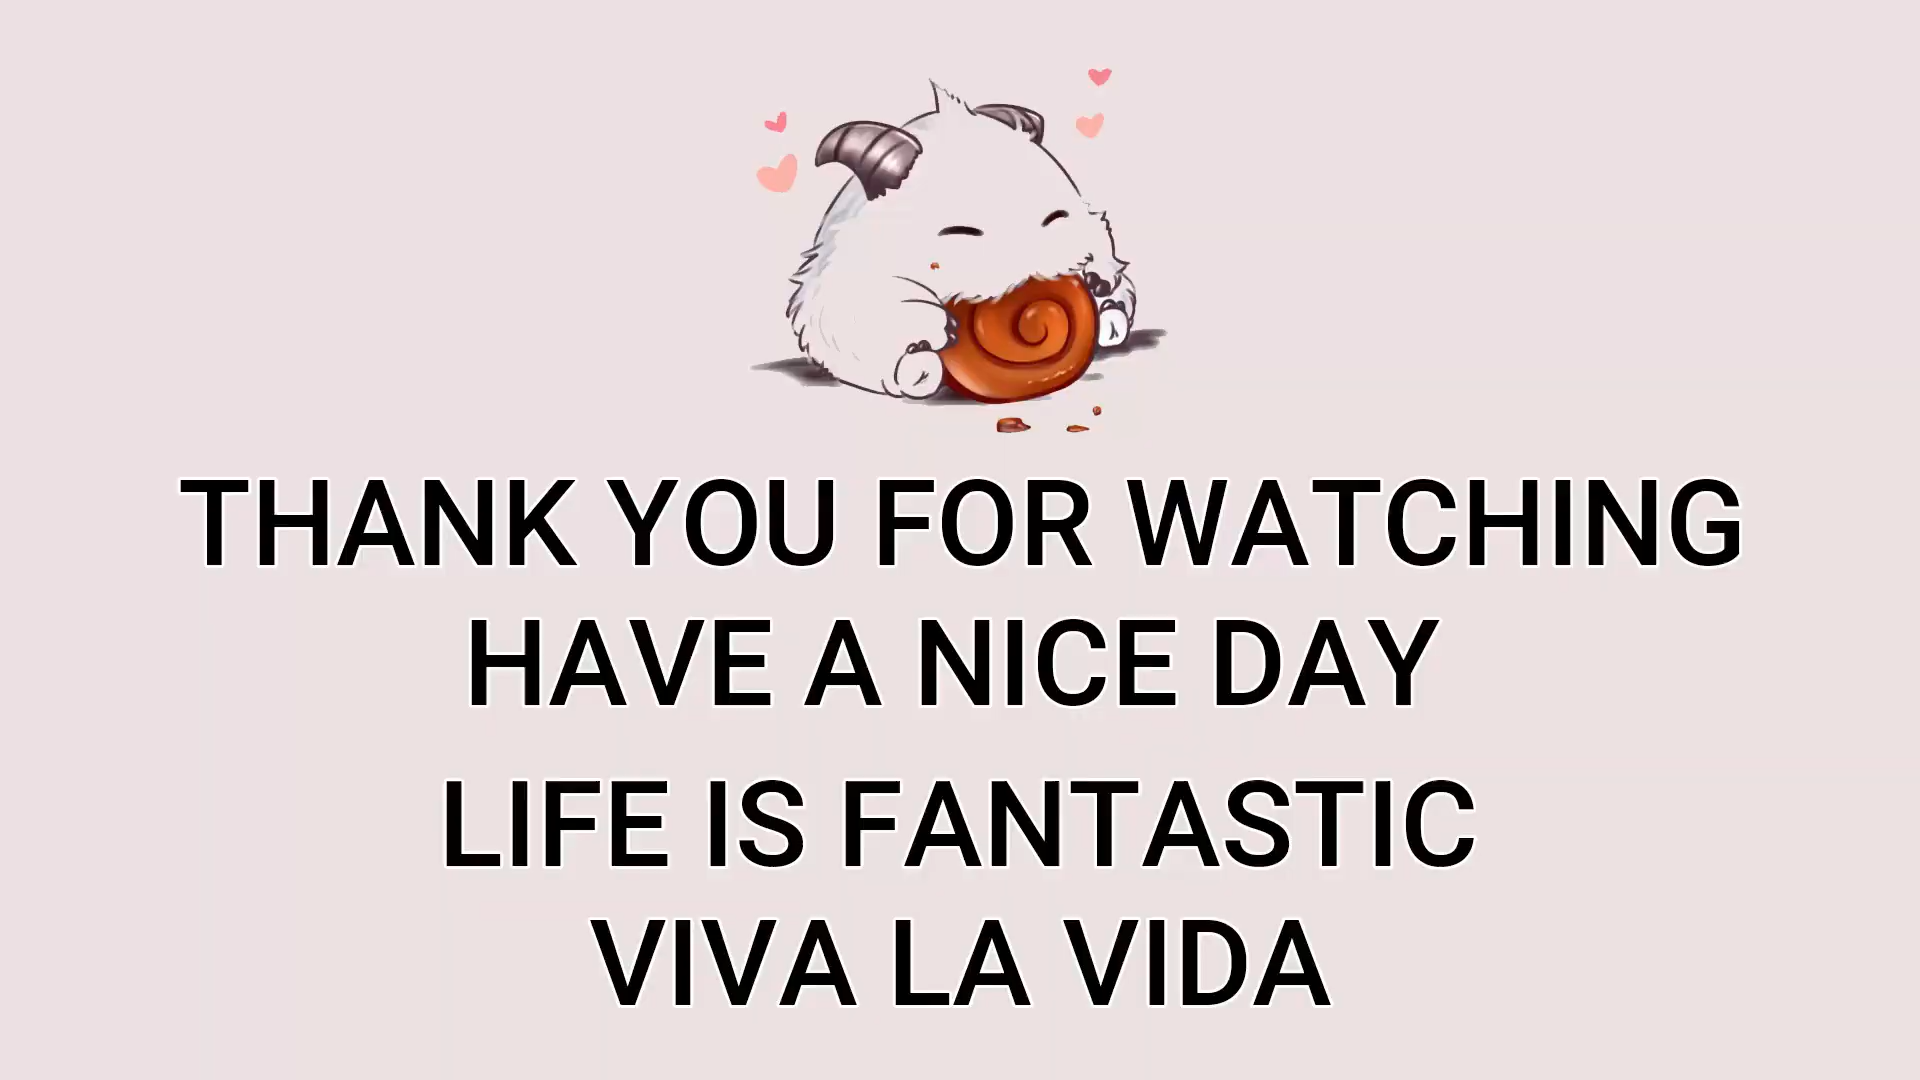 THANK YOU FOR WATCHING
HAVE A NICE DAY
LIFE IS FANTASTIC
VIVA LA VIDA